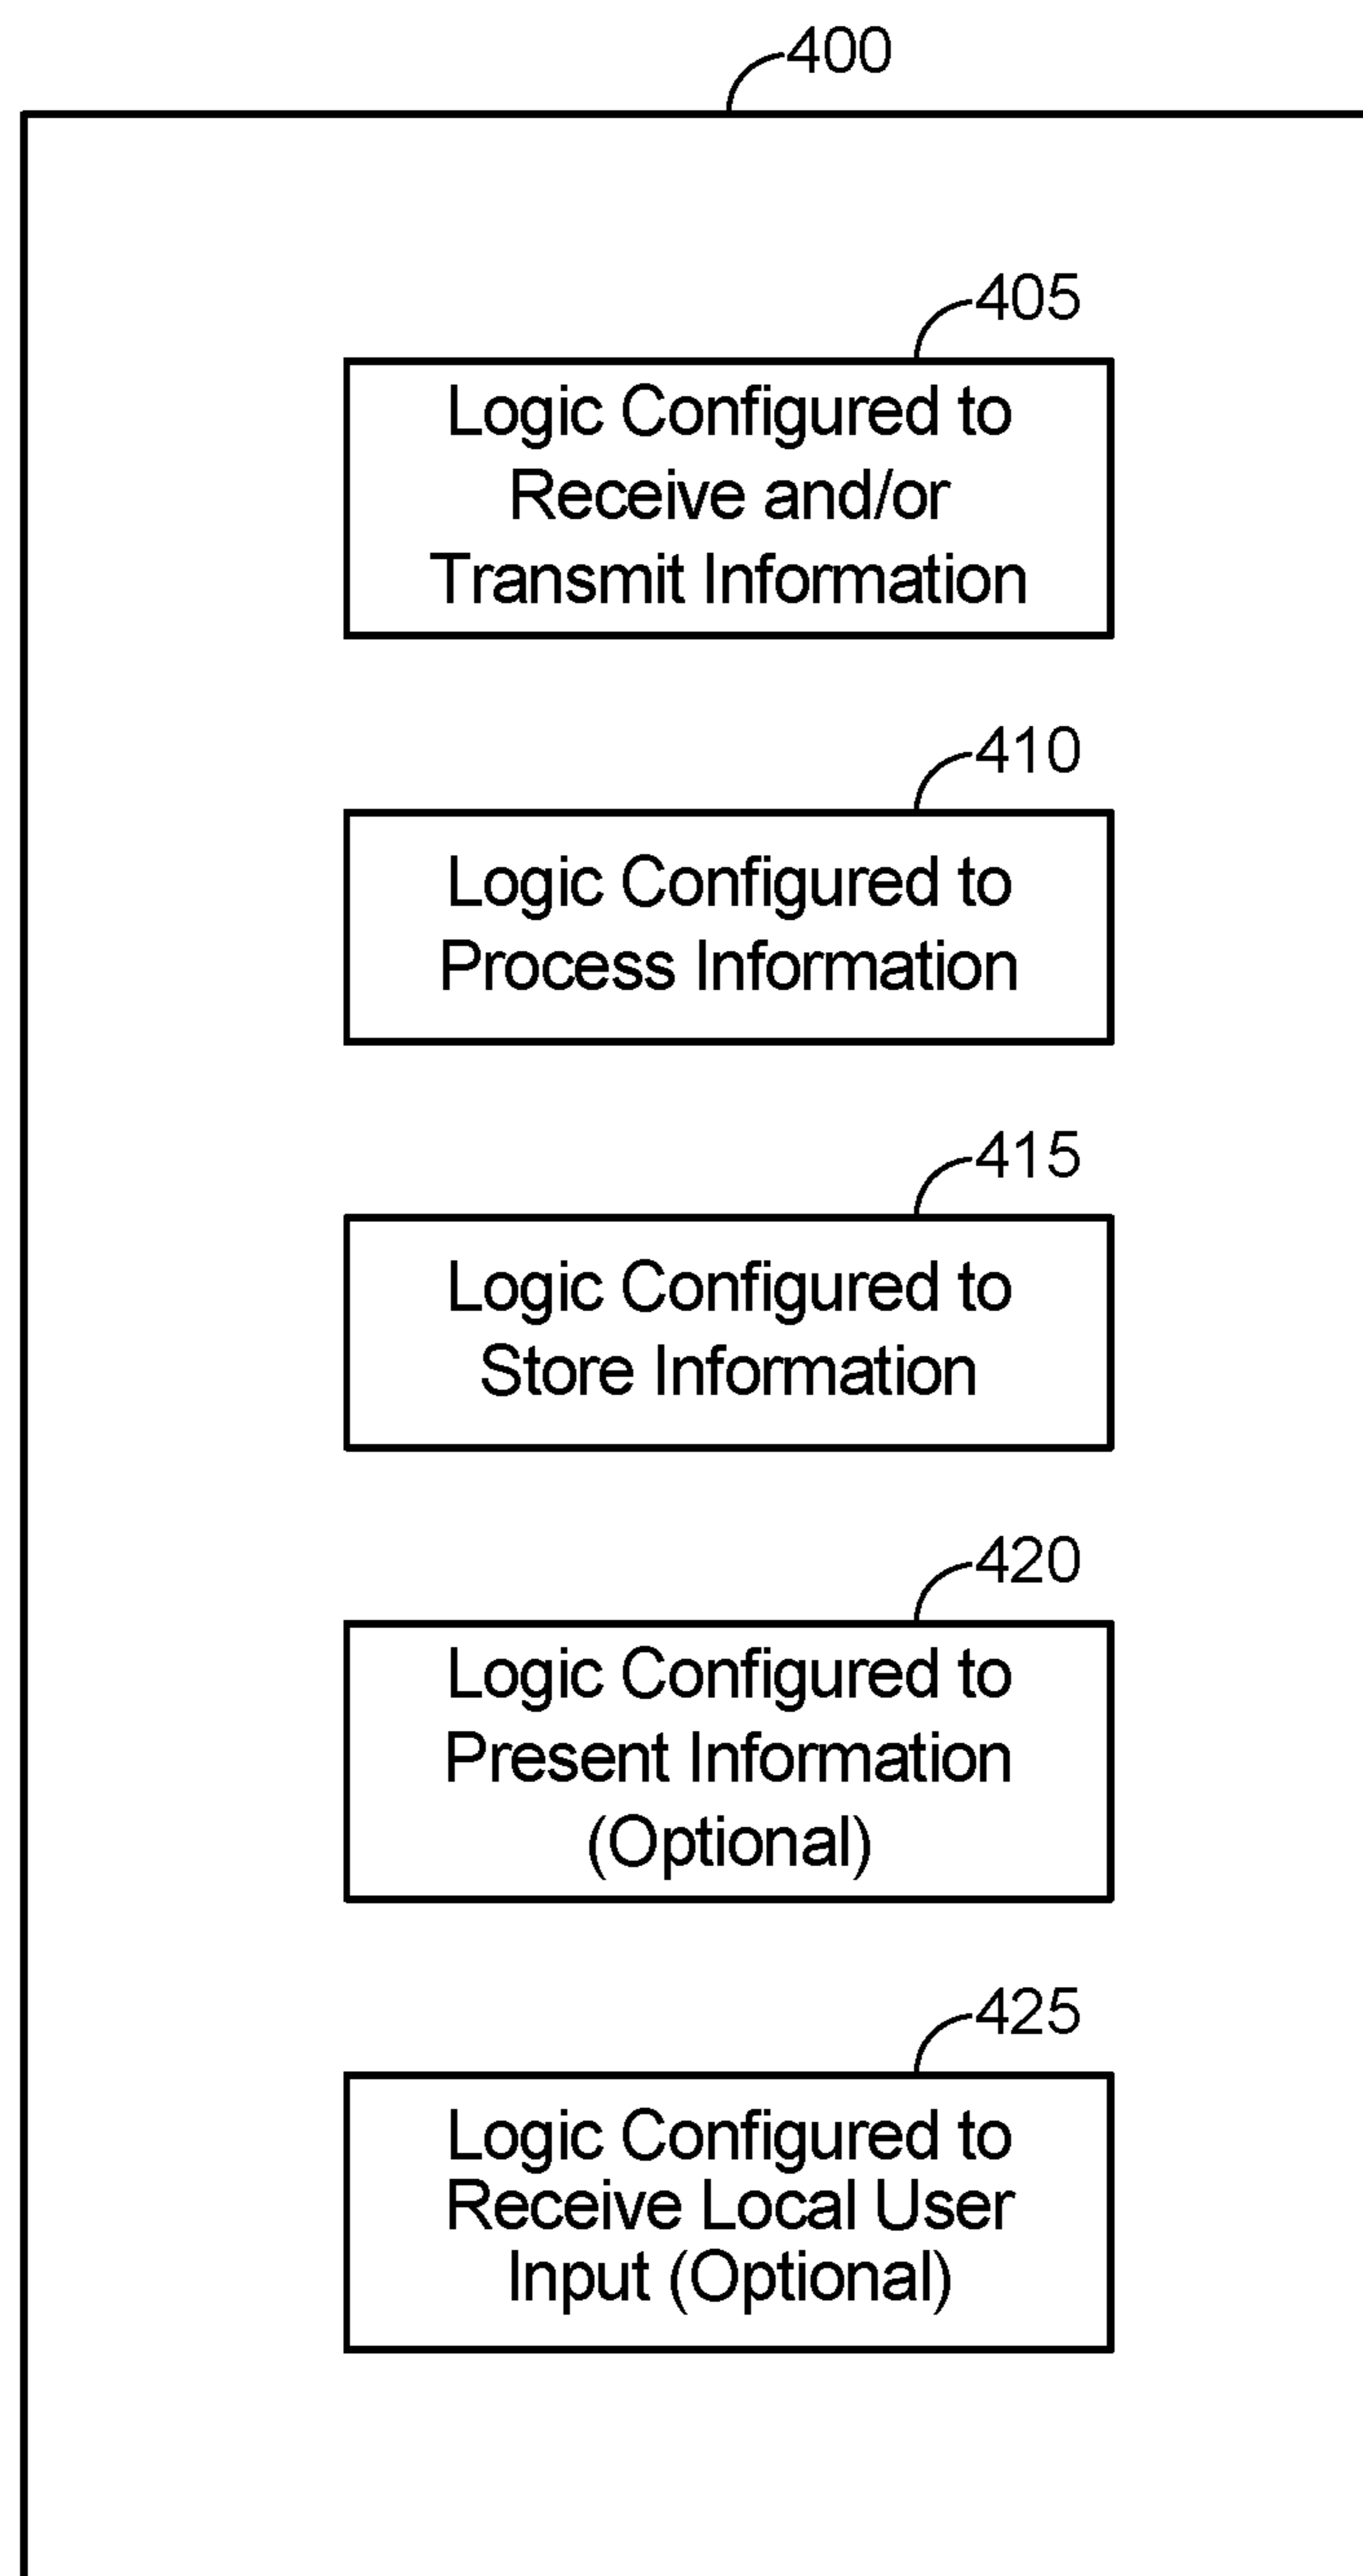 400
405
Logic Configured to
Receive and/or
Transmit Information
410
Logic Configured to
Process Information
415
Logic Configured to
Store Information
420
Logic Configured to
Present Information
(Optional)
425
Logic Configured to
Receive Local User
Input (Optional)